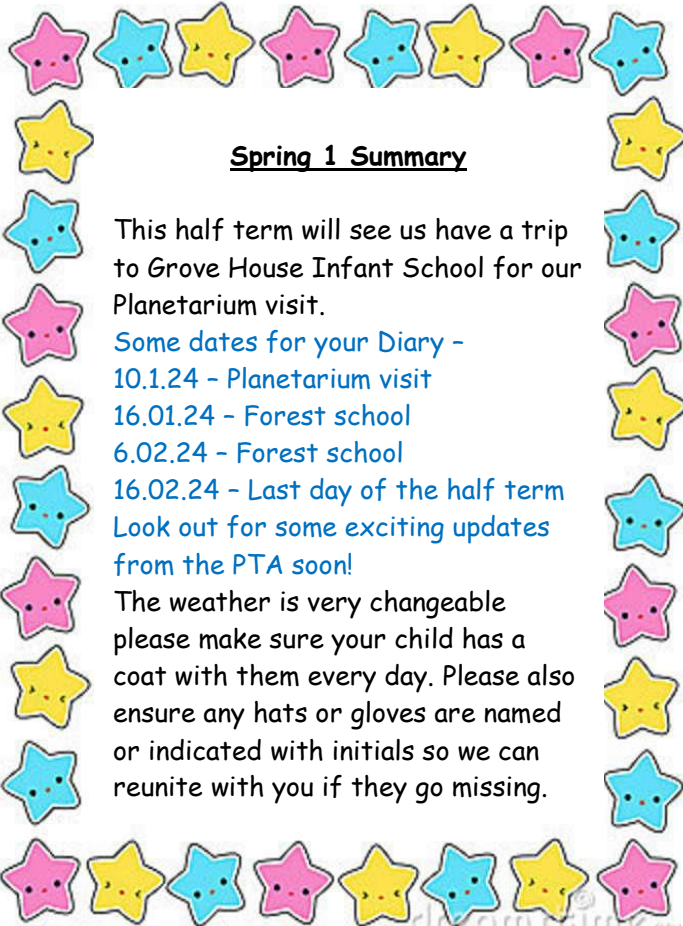 Spring 1 Summary
This half term will see us have a trip
to Grove House Infant School for our
Planetarium visit.
Some dates for your Diary –
10.1.24 – Planetarium visit
16.01.24 – Forest school
6.02.24 – Forest school
16.02.24 – Last day of the half term
Look out for some exciting updates
from the PTA soon!
The weather is very changeable
please make sure your child has a
coat with them every day. Please also
ensure any hats or gloves are named
or indicated with initials so we can
reunite with you if they go missing.